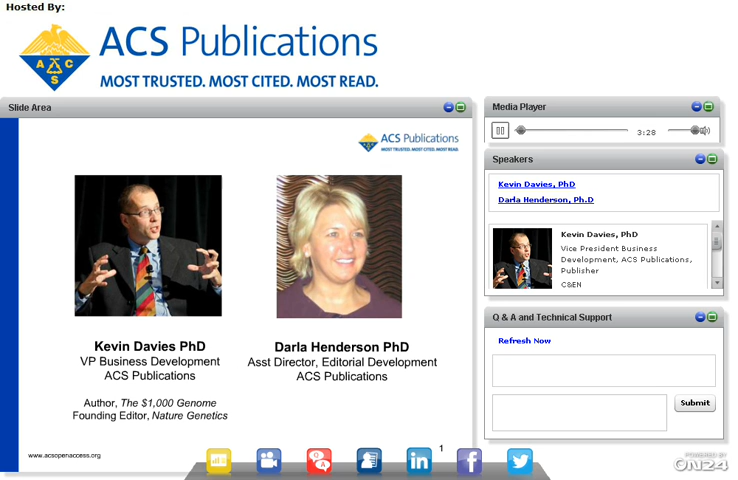 Hosted By:
ACS Publications
MOST TRUSTED. MOST CITED. MOST READ.
A C
S
Slide Area
ACS Publications
MOST TRUSTED. MOST CITED. MOST READ.
Kevin Davies PhD
VP Business Development
ACS Publications
Author, The $1,000 Genome
Founding Editor, Nature Genetics
Darla Henderson PhD
Asst Director, Editorial Development
ACS Publications
www.acsopenaccess.org
1
Q
A
in
f
Media Player
3:28
Speakers
Kevin Davies, PhD
Darla Henderson, Ph.D
Kevin Davies, PhD
Vice President Business
Development, ACS Publications,
Publisher
C&EN
Q & A and Technical Support
Refresh Now
Submit
POWERED BY
ON24